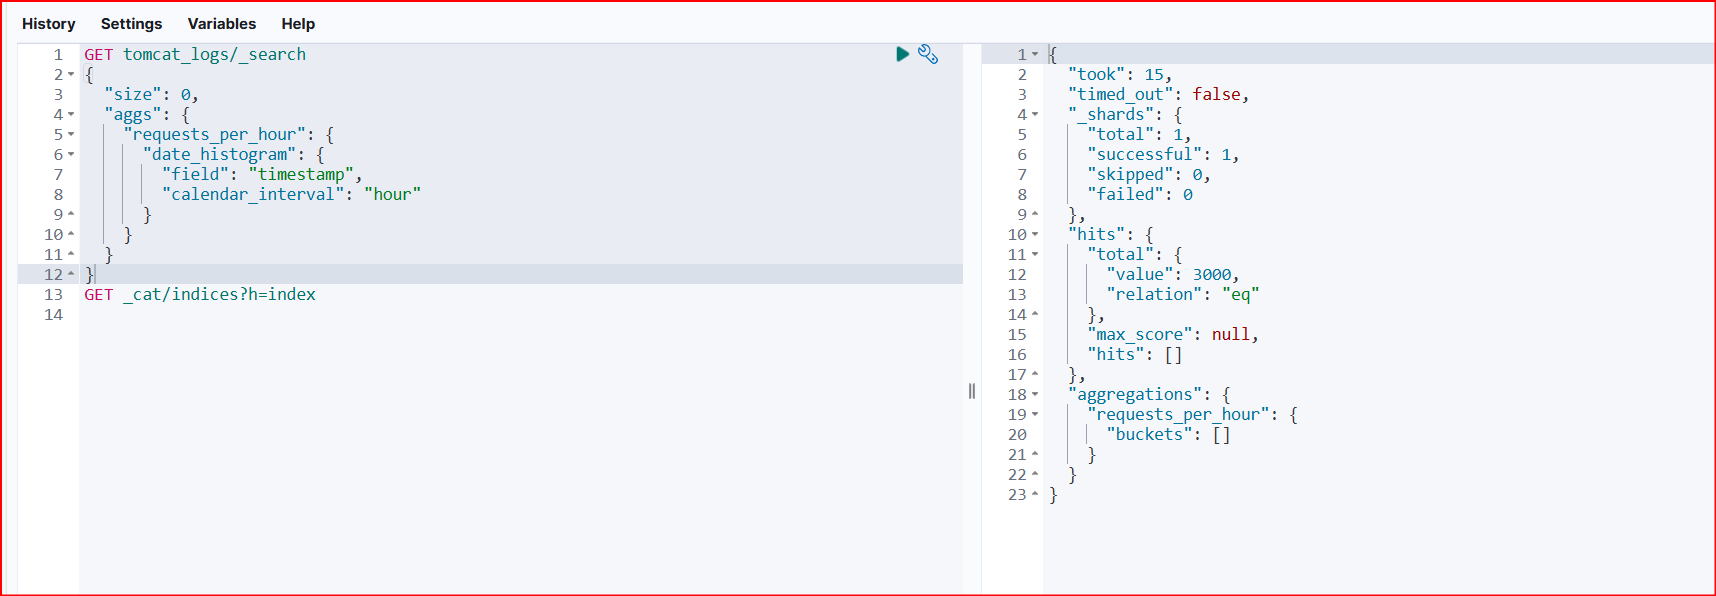 History Settings Variables Help
1 GET tomcat_logs/_search
2 {
3 "size": 0,
4 "aggs": {
5 "requests_per_hour": {
6 "date_histogram": {
7 "field": "timestamp",
8 "calendar_interval": "hour"
9 }
10 }
11 }
12 }
13 GET _cat/indices?h=index
14
1 {
2 "took": 15,
3 "timed_out": false,
4 "_shards": {
5 "total": 1,
6 "successful": 1,
7 "skipped": 0,
8 "failed": 0
9 },
10 "hits": {
11 "total": {
12 "value": 3000,
13 "relation": "eq"
14 },
15 "max_score": null,
16 "hits": []
17 },
18 "aggregations": {
19 "requests_per_hour": {
20 "buckets": []
21 }
22 }
23 }